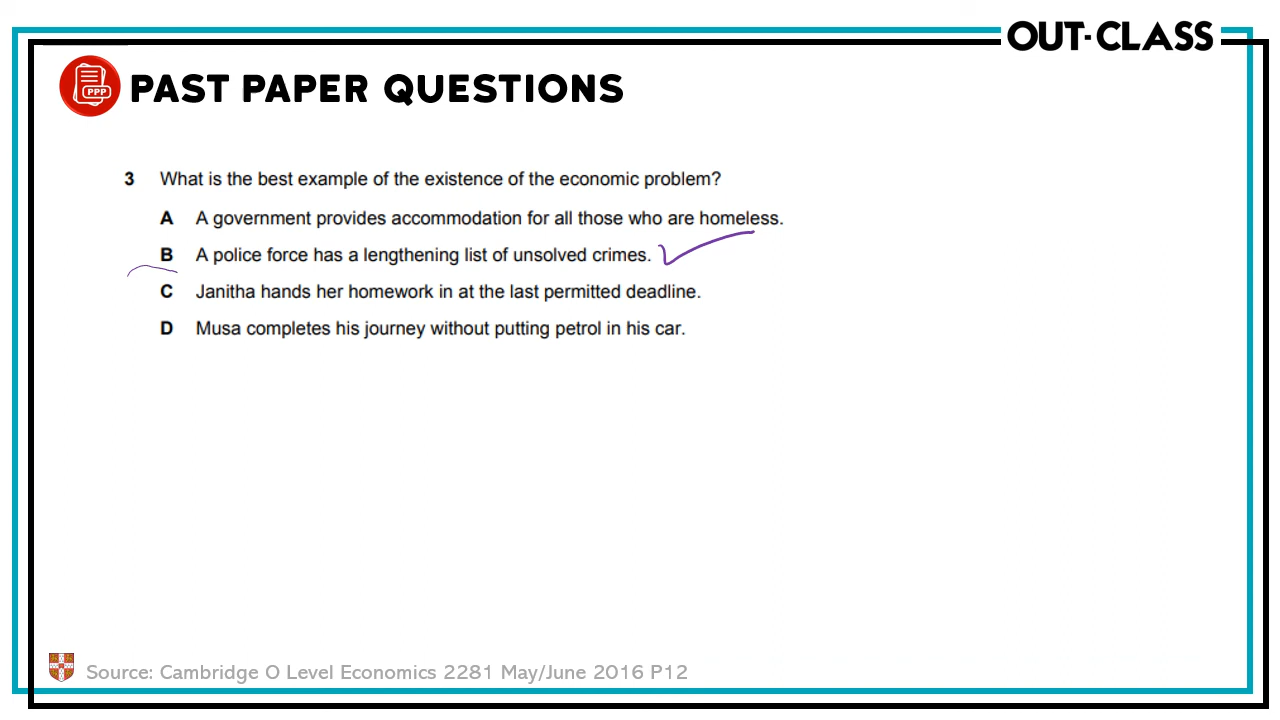 OUT-CLASS
PPP
PAST PAPER QUESTIONS
3 What is the best example of the existence of the economic problem?
A A government provides accommodation for all those who are homeless.
B A police force has a lengthening list of unsolved crimes.
C Janitha hands her homework in at the last permitted deadline.
D Musa completes his journey without putting petrol in his car.
Source: Cambridge O Level Economics 2281 May/June 2016 P12